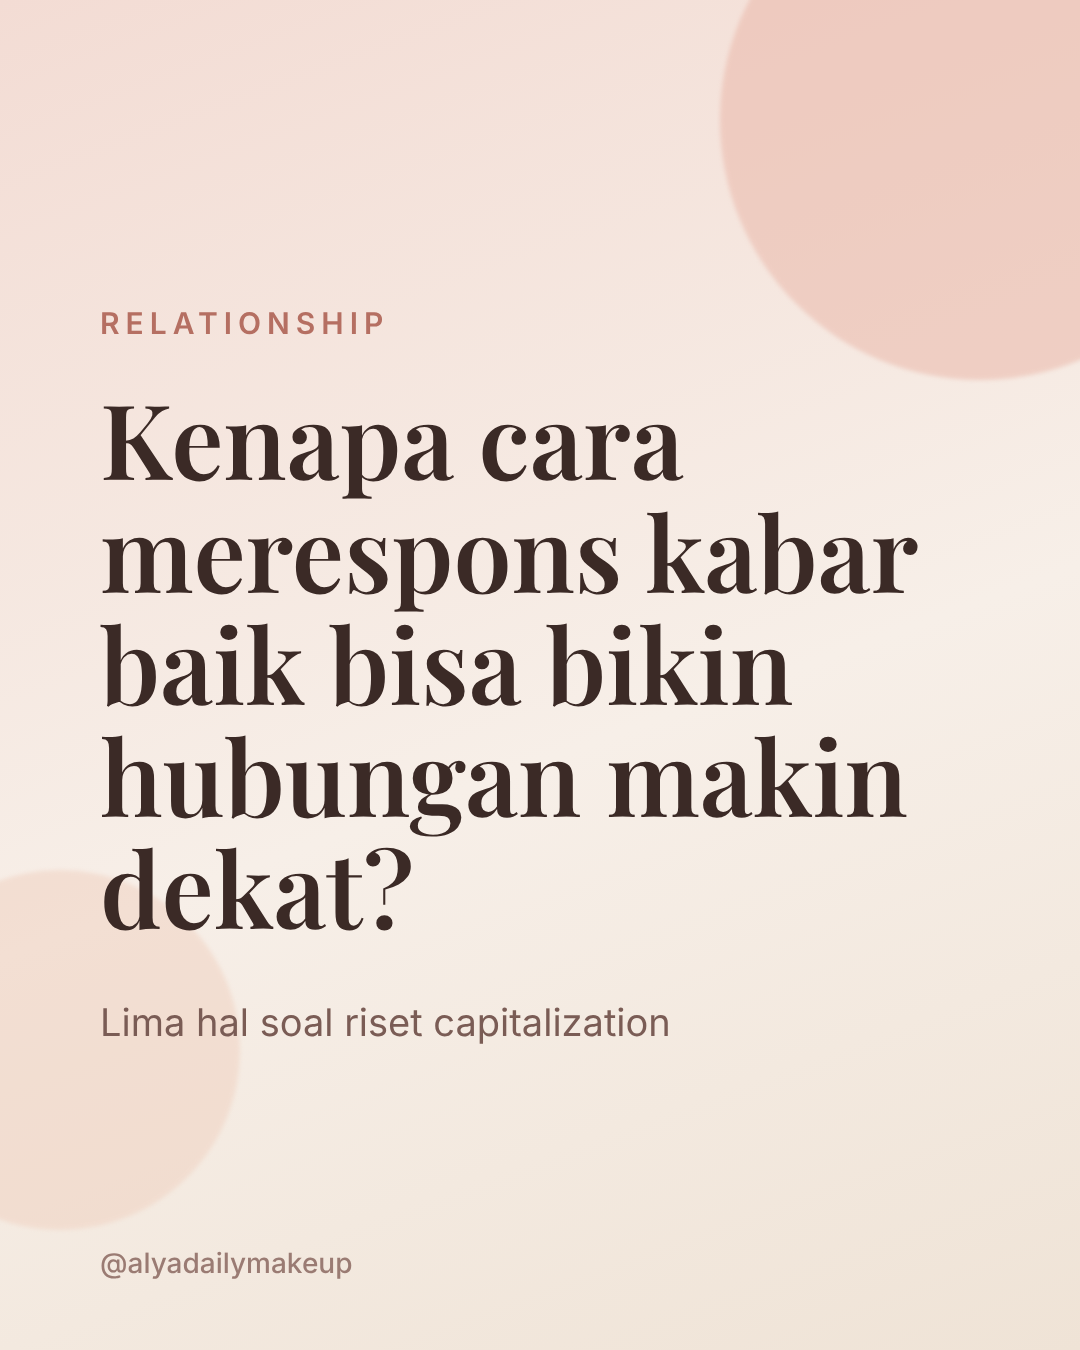 RELATIONSHIP
Kenapa cara
merespons kabar
baik bisa bikin
hubungan makin
dekat?
Lima hal soal riset capitalization
@alyadailymakeup